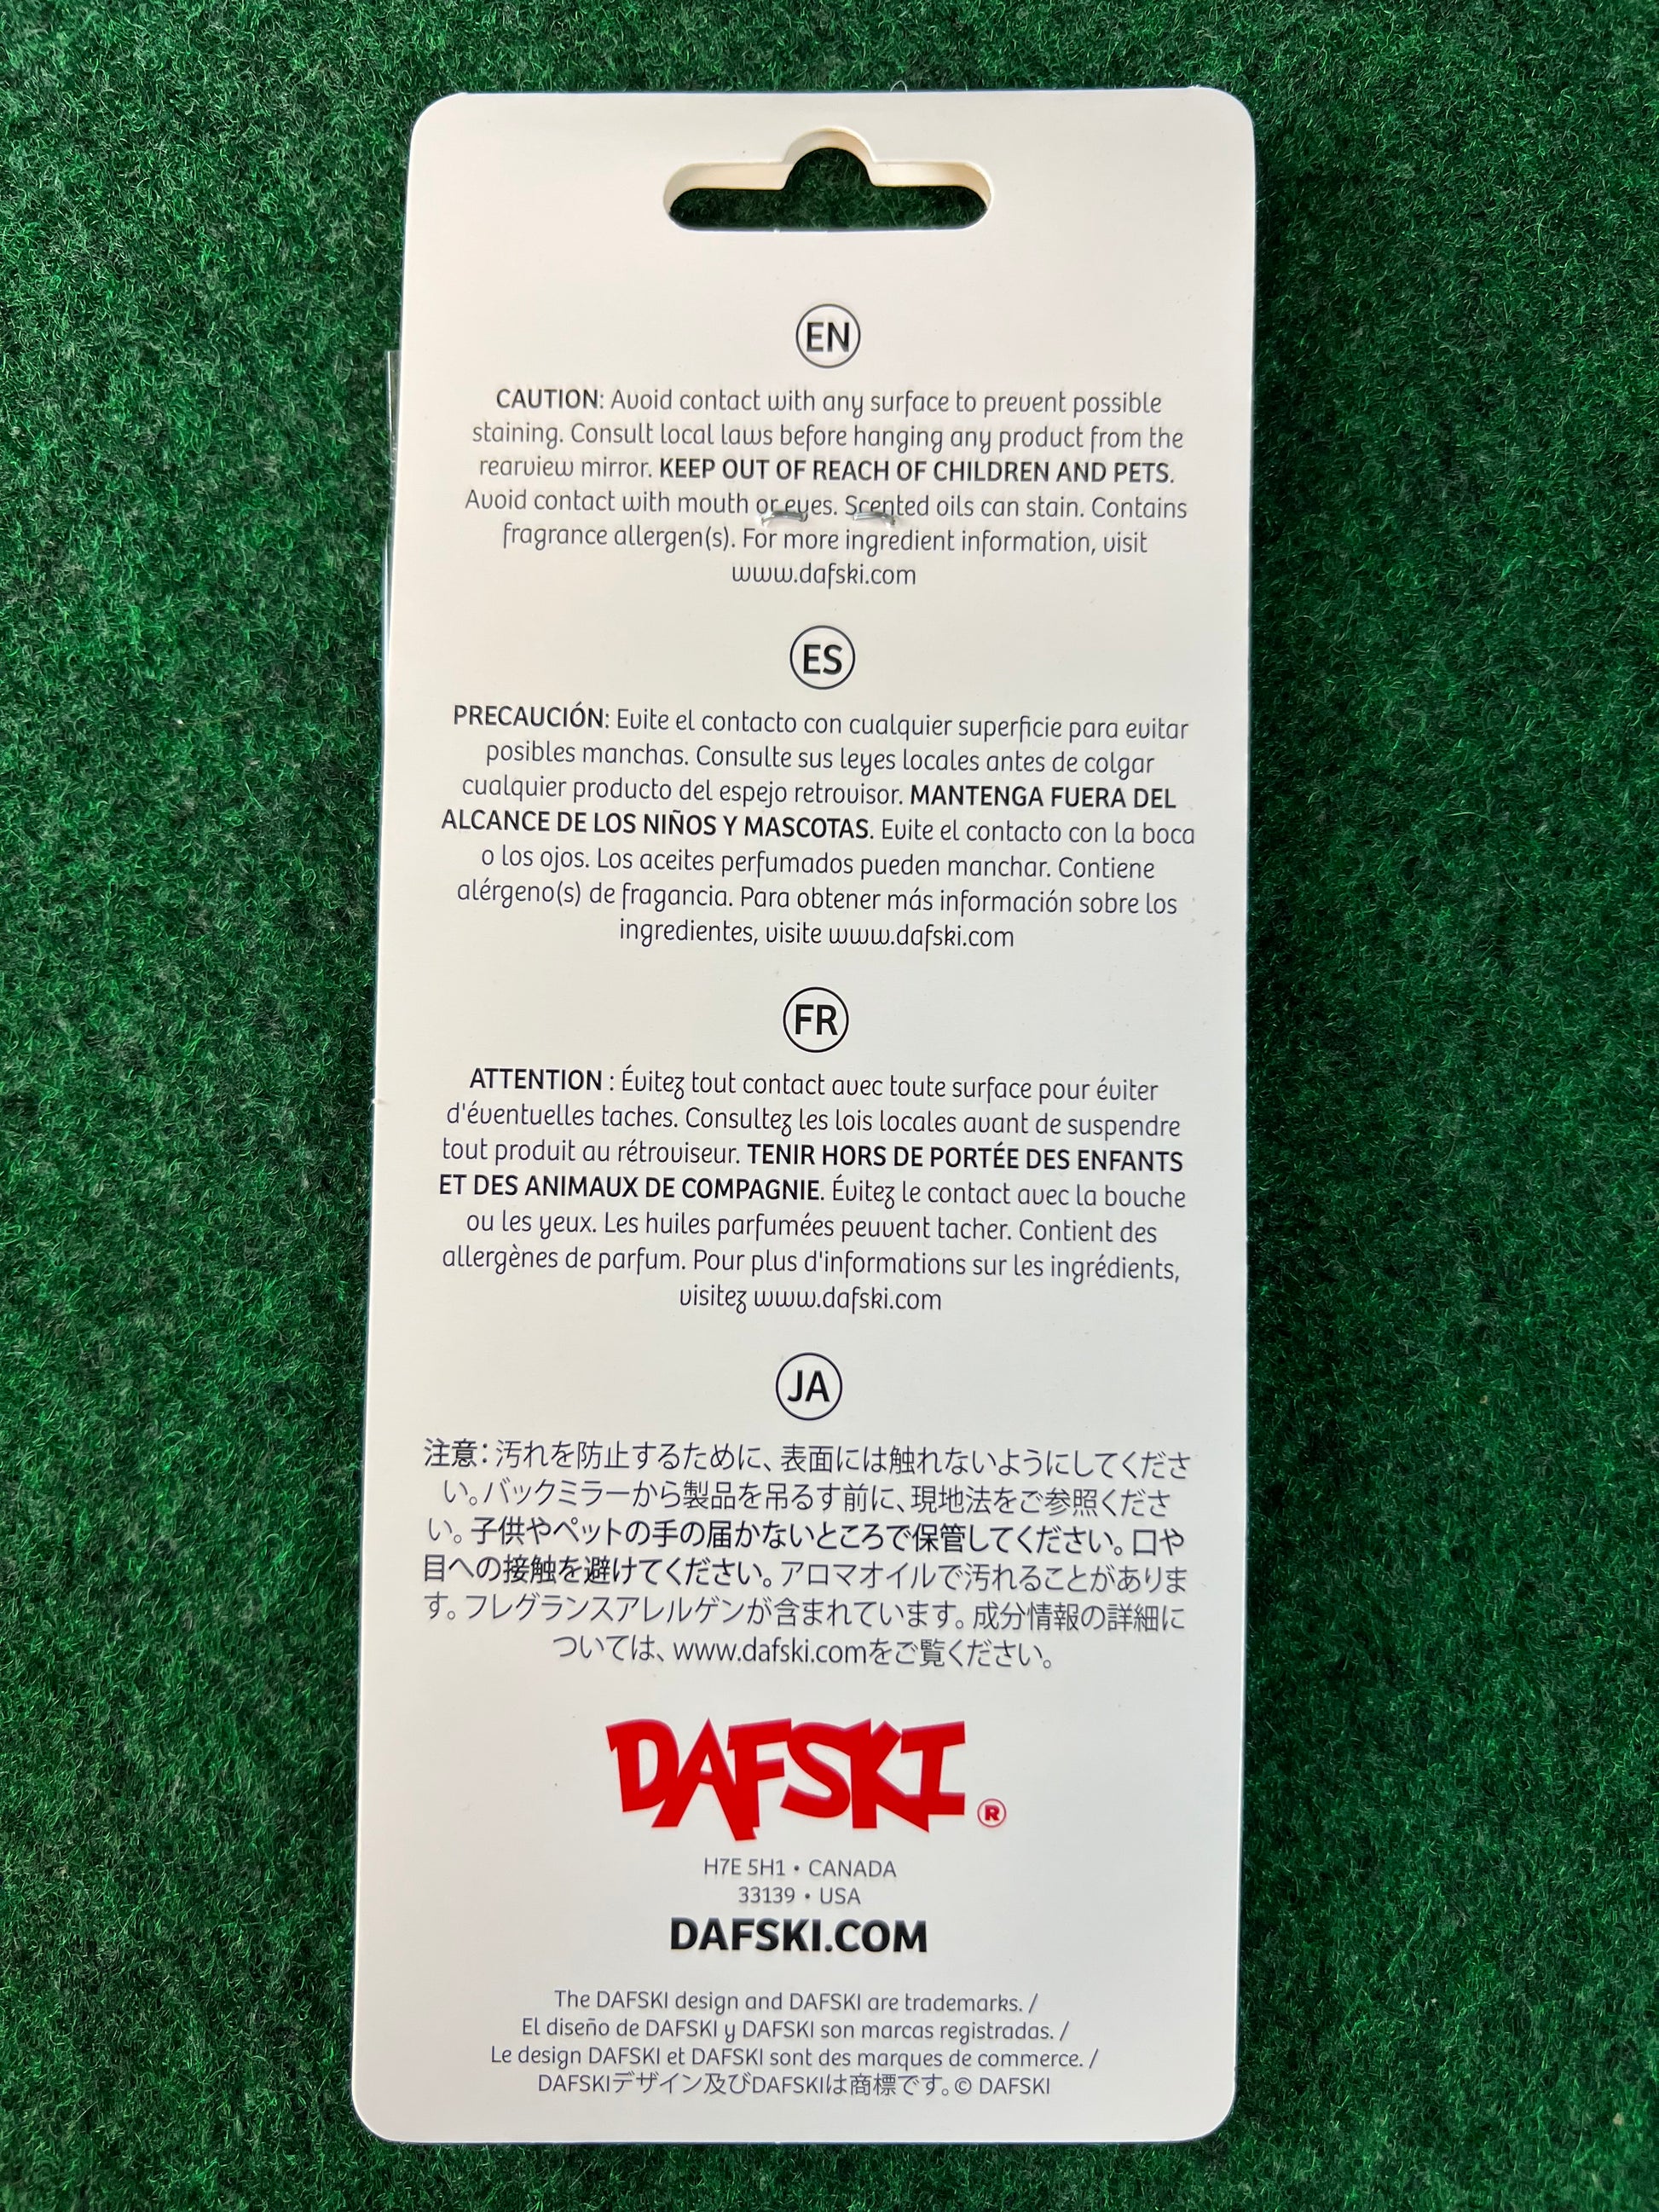 EN
CAUTION: Avoid contact with any surface to prevent possible
staining. Consult local laws before hanging any product from the
rearview mirror. KEEP OUT OF REACH OF CHILDREN AND PETS.
Avoid contact with mouth or eyes. Scented oils can stain. Contains
fragrance allergen(s). For more ingredient information, visit
www.dafski.com
ES
PRECAUCIÓN: Evite el contacto con cualquier superficie para evitar
posibles manchas. Consulte sus leyes locales antes de colgar
cualquier producto del espejo retrovisor. MANTENGA FUERA DEL
ALCANCE DE LOS NIÑOS Y MASCOTAS. Evite el contacto con la boca
o los ojos. Los aceites perfumados pueden manchar. Contiene
alérgeno(s) de fragancia. Para obtener más información sobre los
ingredientes, visite www.dafski.com
FR
ATTENTION : Évitez tout contact avec toute surface pour éviter
d'éventuelles taches. Consultez les lois locales avant de suspendre
tout produit au rétroviseur. TENIR HORS DE PORTÉE DES ENFANTS
ET DES ANIMAUX DE COMPAGNIE. Évitez le contact avec la bouche
ou les yeux. Les huiles parfumées peuvent tacher. Contient des
allergènes de parfum. Pour plus d'informations sur les ingrédients,
visitez www.dafski.com
JA
注意：汚れを防止するために、表面には触れないようにしてくださ
い。バックミラーから製品を吊るす前に、現地法をご参照くださ
い。子供やペットの手の届かないところで保管してください。口や
目への接触を避けてください。アロマオイルで汚れることがありま
す。フレグランスアレルゲンが含まれています。成分情報の詳細に
ついては、www.dafski.comをご覧ください。
DAFSKI ®
H7E 5H1 • CANADA
33139 • USA
DAFSKI.COM
The DAFSKI design and DAFSKI are trademarks. /
El diseño de DAFSKI y DAFSKI son marcas registradas. /
Le design DAFSKI et DAFSKI sont des marques de commerce. /
DAFSKIデザイン及びDAFSKIは商標です。© DAFSKI